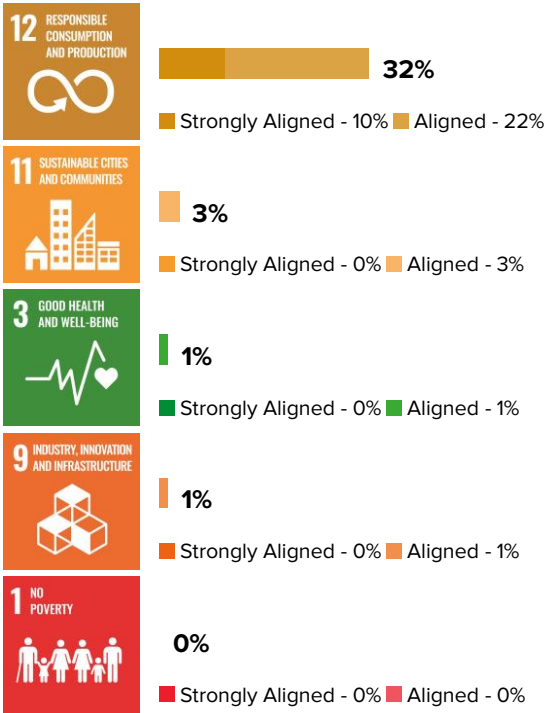 12 RESPONSIBLE
CONSUMPTION
AND PRODUCTION
32%
Strongly Aligned - 10% Aligned - 22%
11 SUSTAINABLE CITIES
AND COMMUNITIES
3%
Strongly Aligned - 0% Aligned - 3%
3 GOOD HEALTH
AND WELL-BEING
1%
Strongly Aligned - 0% Aligned - 1%
9 INDUSTRY, INNOVATION
AND INFRASTRUCTURE
1%
Strongly Aligned - 0% Aligned - 1%
1 NO
POVERTY
0%
Strongly Aligned - 0% Aligned - 0%